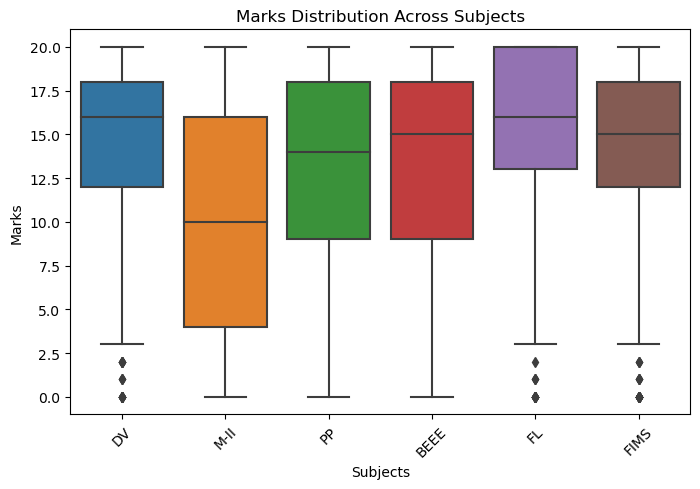 Marks Distribution Across Subjects
Marks
20.0
17.5
15.0
12.5
10.0
7.5
5.0
2.5
0.0
DV
M-II
PP
BEEE
FL
FIMS
Subjects